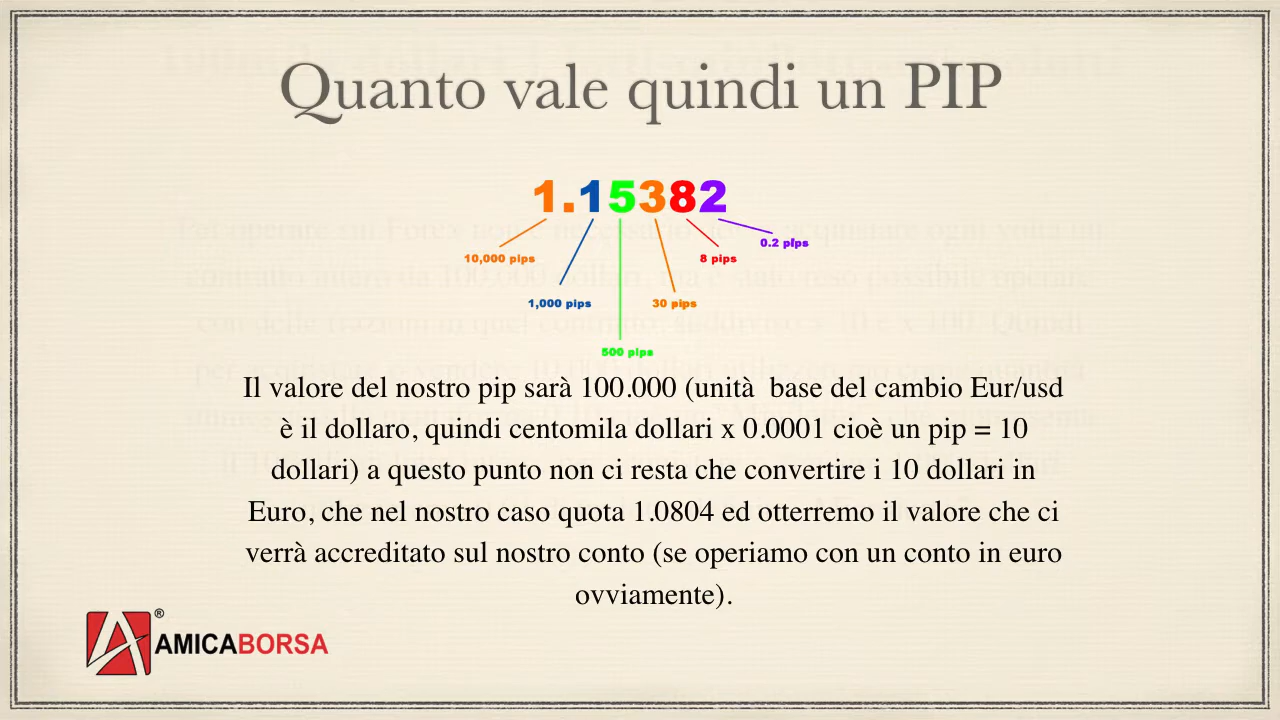 Quanto vale quindi un PIP
1.15382
0.2 pips
10,000 pips
8 pips
1,000 pips
30 pips
500 pips
Il valore del nostro pip sarà 100.000 (unità  base del cambio Eur/usd
è il dollaro, quindi centomila dollari x 0.0001 cioè un pip = 10
dollari) a questo punto non ci resta che convertire i 10 dollari in
Euro, che nel nostro caso quota 1.0804 ed otterremo il valore che ci
verrà accreditato sul nostro conto (se operiamo con un conto in euro
ovviamente).
®
AMICABORSA